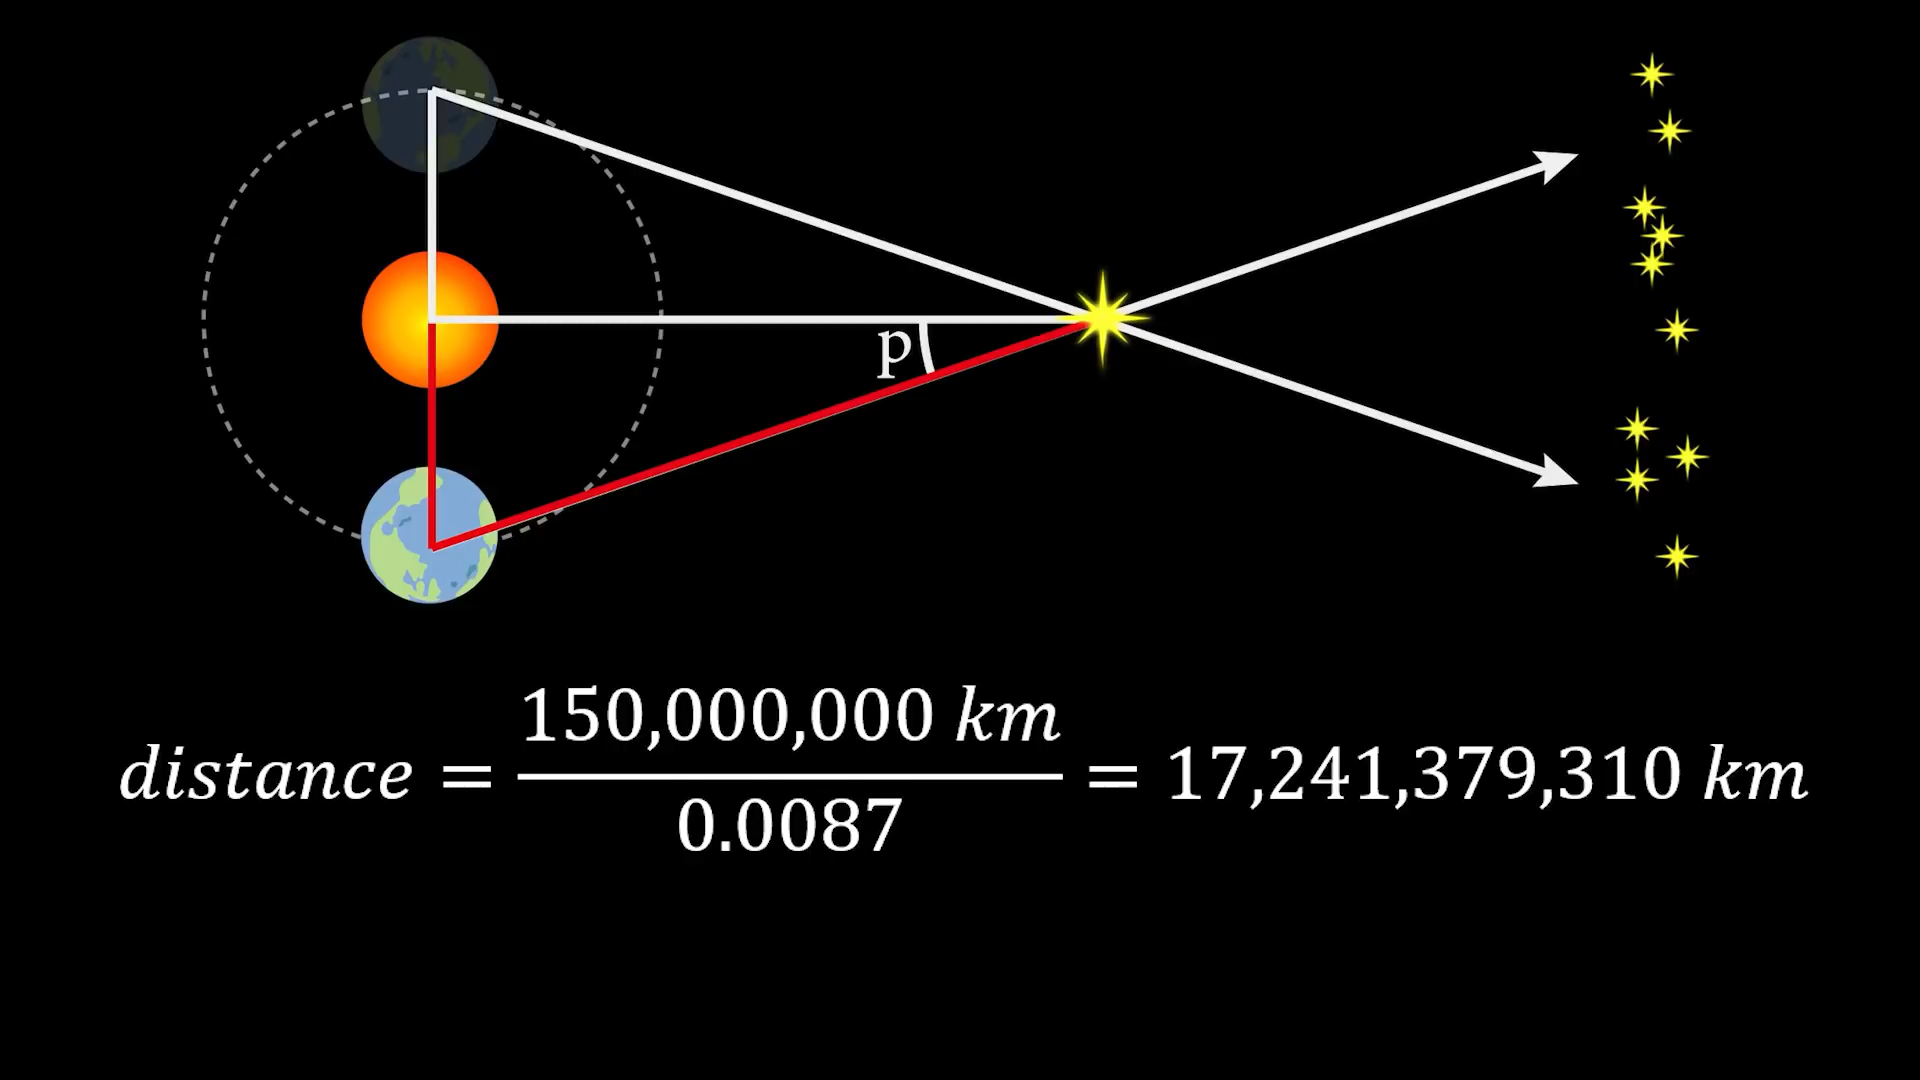 p
distance = 150,000,000 km / 0.0087 = 17,241,379,310 km